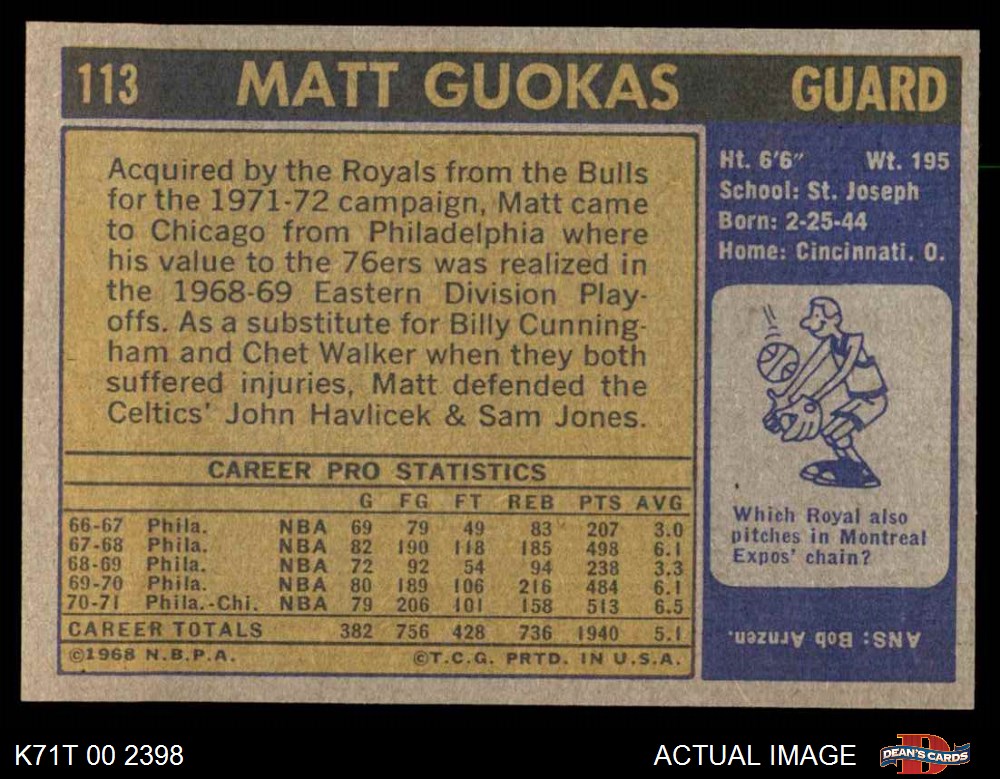 113 MATT GUOKAS GUARD
Acquired by the Royals from the Bulls
for the 1971-72 campaign, Matt came
to Chicago from Philadelphia where
his value to the 76ers was realized in
the 1968-69 Eastern Division Play-
offs. As a substitute for Billy Cunning-
ham and Chet Walker when they both
suffered injuries, Matt defended the
Celtics' John Havlicek & Sam Jones.
CAREER PRO STATISTICS
G FG FT REB PTS AVG
66-67 Phila. NBA 69 79 49 83 207 3.0
67-68 Phila. NBA 82 190 118 185 498 6.1
68-69 Phila. NBA 72 92 54 94 238 3.3
69-70 Phila. NBA 80 189 106 216 484 6.1
70-71 Phila.-Chi. NBA 79 206 101 158 513 6.5
CAREER TOTALS 382 756 428 736 1940 5.1
©1968 N.B.P.A. ©T.C.G. PRTD. IN U.S.A.
Ht. 6'6" Wt. 195
School: St. Joseph
Born: 2-25-44
Home: Cincinnati. O.
Which Royal also
pitches in Montreal
Expos' chain?
ANS: Bob Arnzen.
K71T 00 2398 ACTUAL IMAGE DEAN'S CARDS